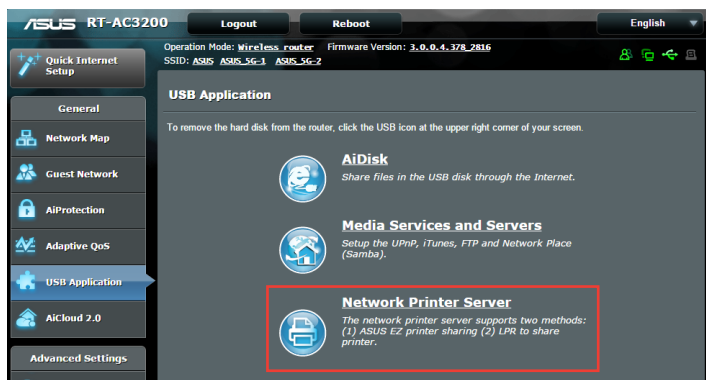 ASUS RT-AC3200 Logout Reboot English
Quick Internet
Setup
Operation Mode: Wireless router Firmware Version: 3.0.0.4.378_2816
SSID: ASUS ASUS_5G-1 ASUS_5G-2
General
Network Map
Guest Network
AiProtection
Adaptive QoS
USB Application
AiCloud 2.0
Advanced Settings
USB Application
To remove the hard disk from the router, click the USB icon at the upper right corner of your screen.
AiDisk
Share files in the USB disk through the Internet.
Media Services and Servers
Setup the UPnP, iTunes, FTP and Network Place
(Samba).
Network Printer Server
The network printer server supports two methods:
(1) ASUS EZ printer sharing (2) LPR to share
printer.